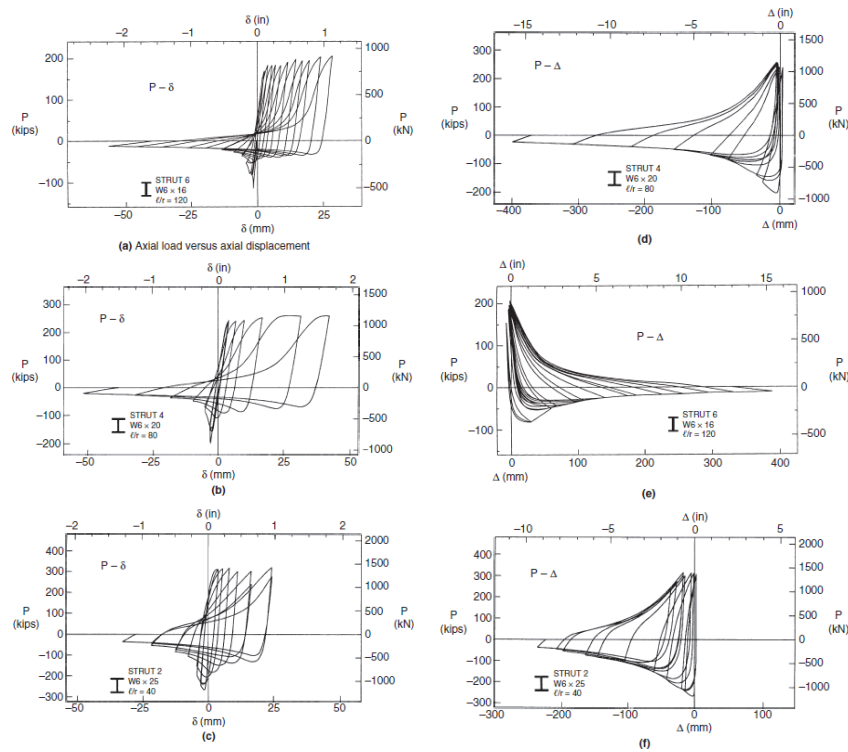 δ (in)
−2 −1 0 1
200
100
0
−100
P
(kips)
P – δ
1000
500
0
−500
P
(kN)
STRUT 6
W6 × 16
ℓ/r = 120
−50 −25 0 25
δ (mm)
(a) Axial load versus axial displacement
Δ (in)
−15 −10 −5 0
300
200
100
0
−100
−200
P
(kips)
P – Δ
1500
1000
500
0
−500
−1000
P
(kN)
STRUT 4
W6 × 20
ℓ/r = 80
−400 −300 −200 −100 0
Δ (mm)
(d)
δ (in)
−2 −1 0 1 2
300
200
100
0
−100
−200
P
(kips)
P – δ
1500
1000
500
0
−500
−1000
P
(kN)
STRUT 4
W6 × 20
ℓ/r = 80
−50 −25 0 25 50
δ (mm)
(b)
Δ (in)
0 5 10 15
200
100
0
−100
P
(kips)
P – Δ
1000
500
0
−500
P
(kN)
STRUT 6
W6 × 16
ℓ/r = 120
0 100 200 300 400
Δ (mm)
(e)
δ (in)
−2 −1 0 1 2
400
300
200
100
0
−100
−200
−300
P
(kips)
P – δ
2000
1500
1000
500
0
−500
−1000
P
(kN)
STRUT 2
W6 × 25
ℓ/r = 40
−50 −25 0 25 50
δ (mm)
(c)
Δ (in)
−10 −5 0 5
400
300
200
100
0
−100
−200
−300
P
(kips)
P – Δ
2000
1500
1000
500
0
−500
−1000
P
(kN)
STRUT 2
W6 × 25
ℓ/r = 40
−300 −200 −100 0 100
Δ (mm)
(f)